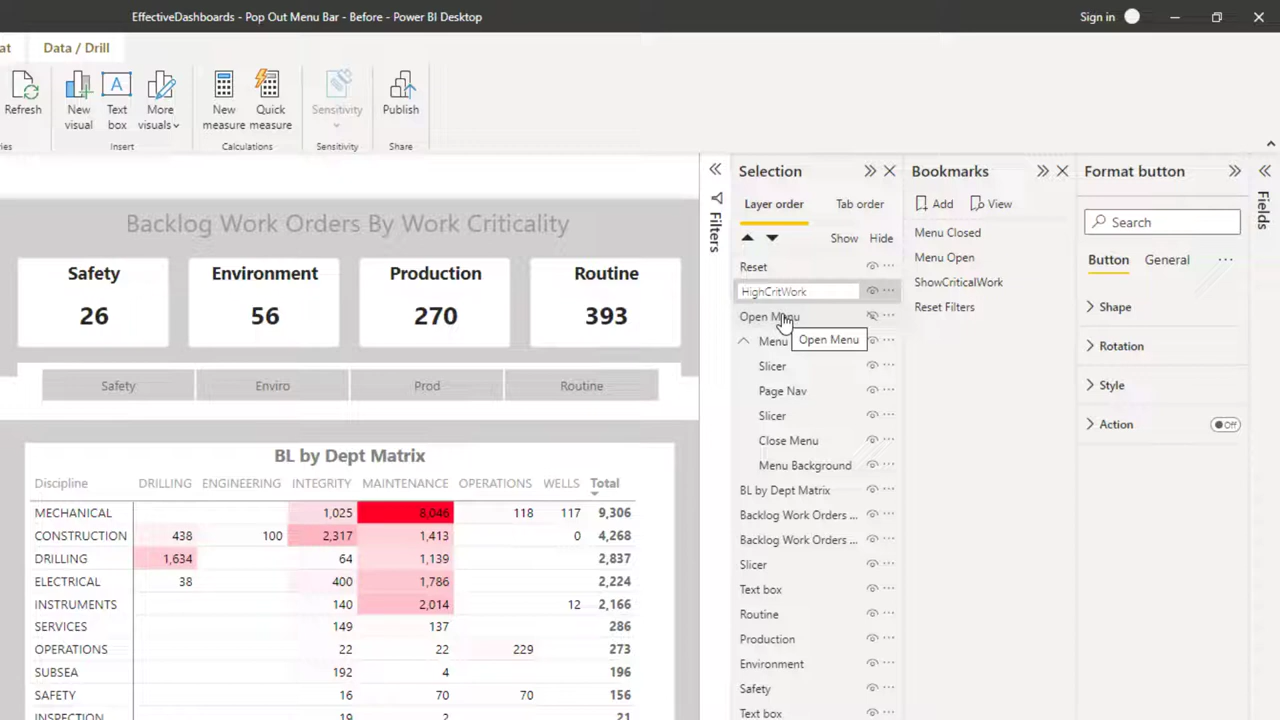 EffectiveDashboards - Pop Out Menu Bar - Before - Power BI Desktop
Sign in
at
Data / Drill
Refresh
New visual
Text box
More visuals
New measure
Quick measure
Sensitivity
Publish
ries
Insert
Calculations
Sensitivity
Share
Backlog Work Orders By Work Criticality
Safety
26
Environment
56
Production
270
Routine
393
Safety
Enviro
Prod
Routine
BL by Dept Matrix
Discipline DRILLING ENGINEERING INTEGRITY MAINTENANCE OPERATIONS WELLS Total
MECHANICAL 1,025 8,046 118 117 9,306
CONSTRUCTION 438 100 2,317 1,413 0 4,268
DRILLING 1,634 64 1,139 2,837
ELECTRICAL 38 400 1,786 2,224
INSTRUMENTS 140 2,014 12 2,166
SERVICES 149 137 286
OPERATIONS 22 22 229 273
SUBSEA 192 4 196
SAFETY 16 70 70 156
INSPECTION 19 2 21
Filters
Selection
Layer order
Tab order
Show
Hide
Reset
HighCritWork
Open Menu
Open Menu
Menu
Slicer
Page Nav
Slicer
Close Menu
Menu Background
BL by Dept Matrix
Backlog Work Orders ...
Backlog Work Orders ...
Slicer
Text box
Routine
Production
Environment
Safety
Text box
Bookmarks
Add
View
Menu Closed
Menu Open
ShowCriticalWork
Reset Filters
Format button
Search
Button
General
Shape
Rotation
Style
Action
Off
Fields